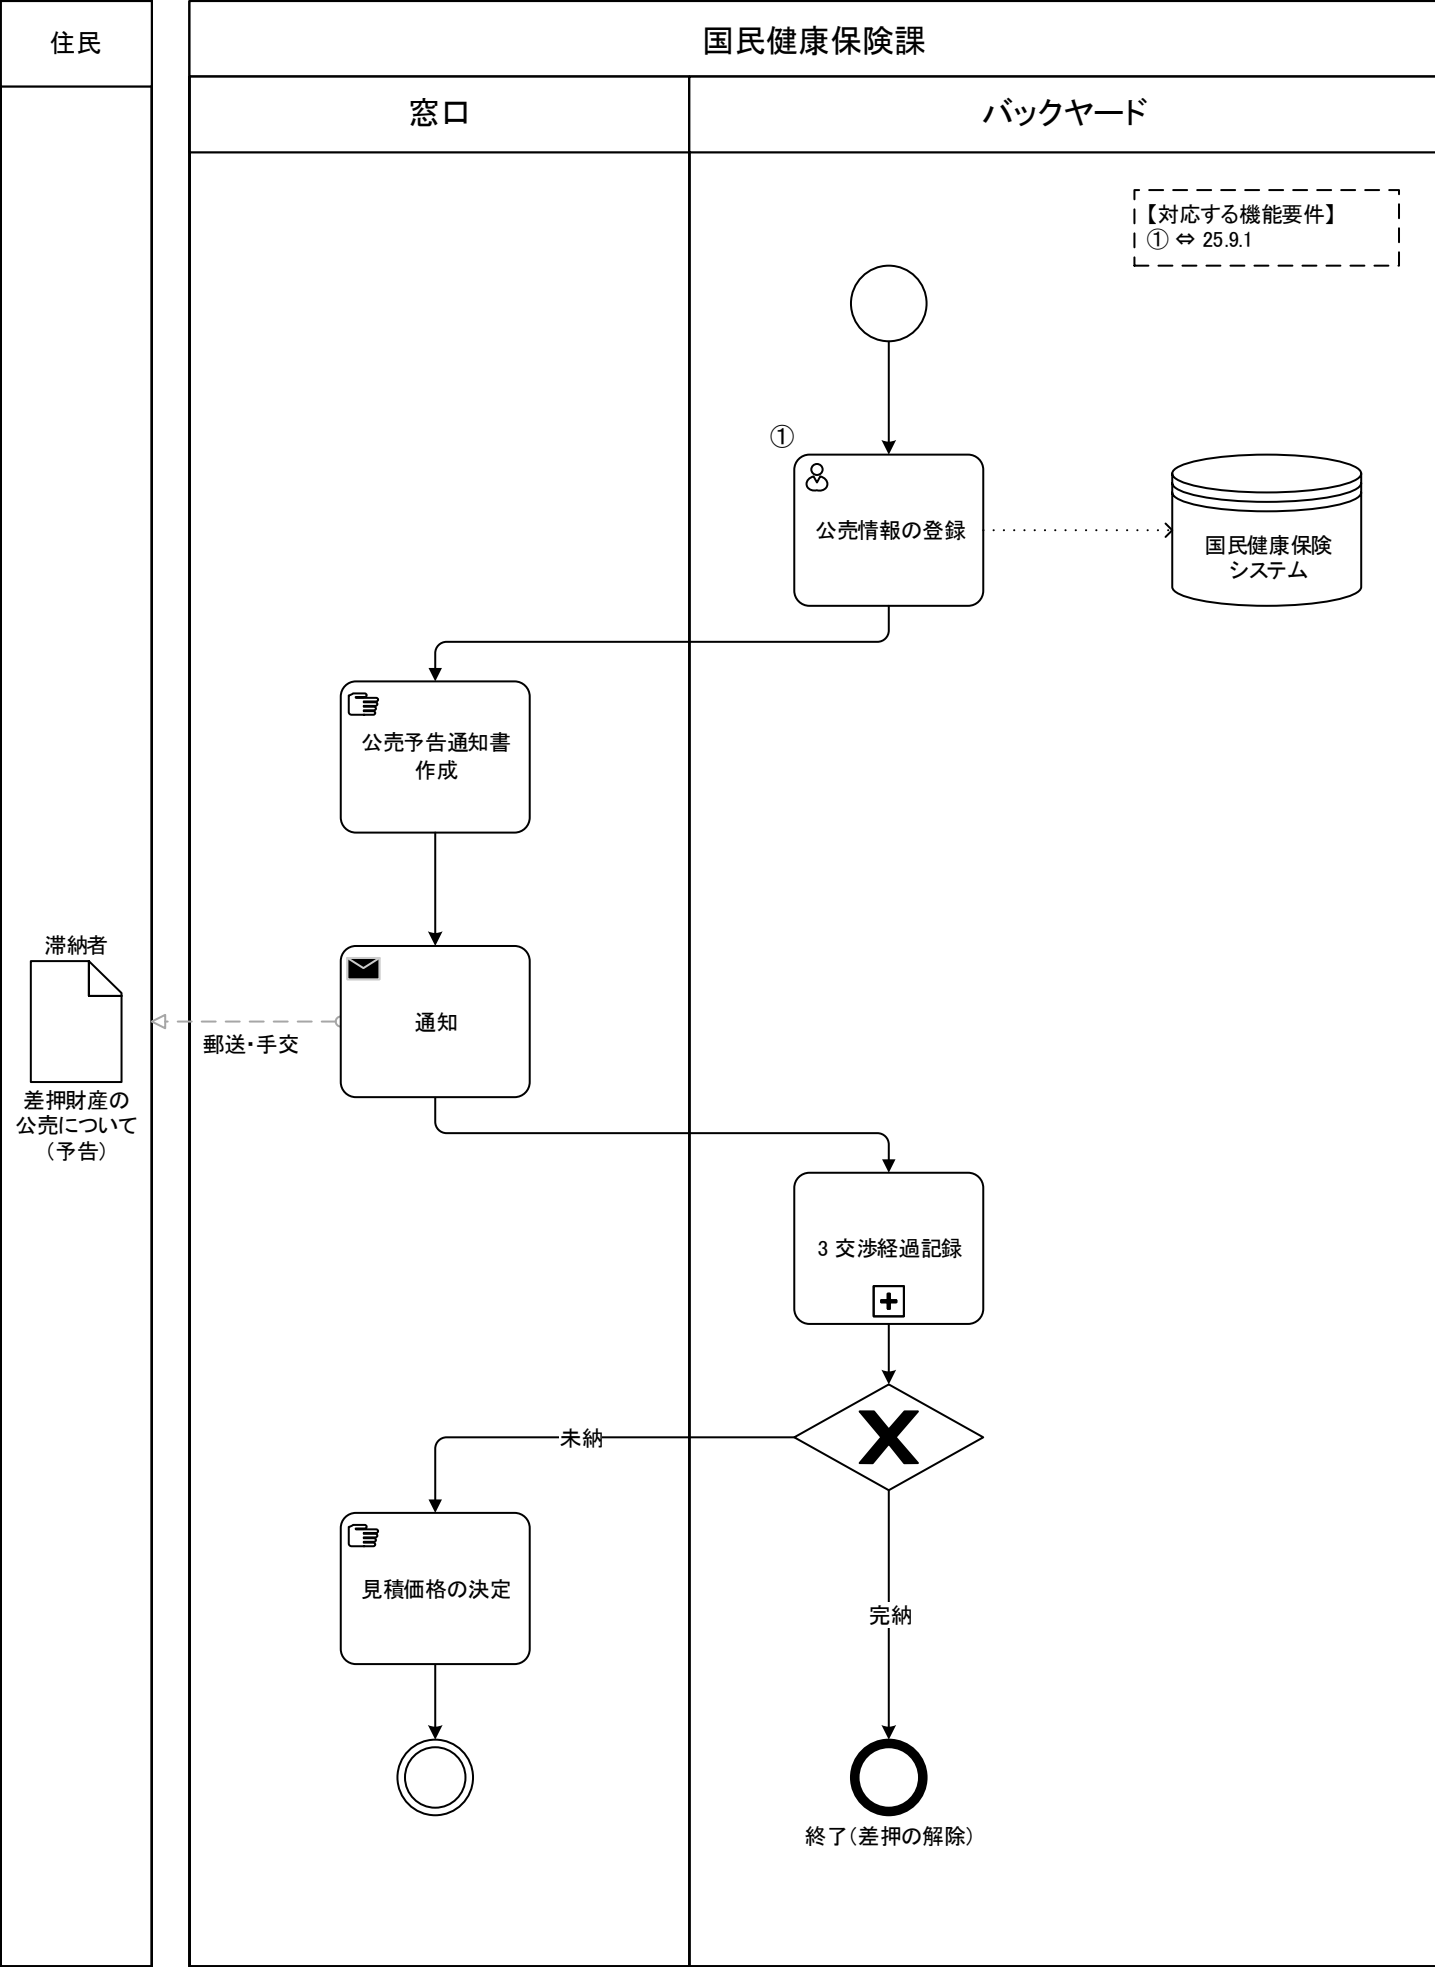 住民
国民健康保険課
窓口
バックヤード
【対応する機能要件】
① ⇔ 25.9.1
①
公売情報の登録
国民健康保険
システム
公売予告通知書
作成
滞納者
通知
郵送・手交
差押財産の
公売について
（予告）
3 交渉経過記録
未納
見積価格の決定
完納
終了（差押の解除）